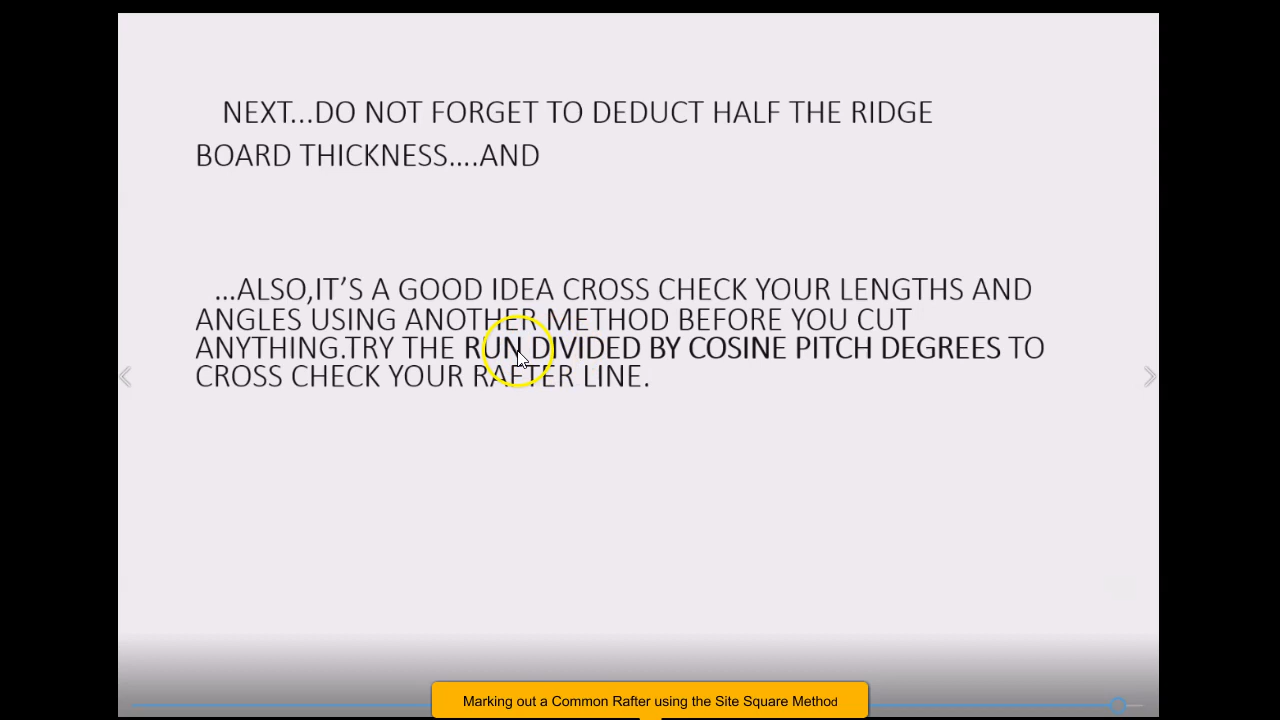 NEXT...DO NOT FORGET TO DEDUCT HALF THE RIDGE
BOARD THICKNESS....AND
...ALSO,IT'S A GOOD IDEA CROSS CHECK YOUR LENGTHS AND
ANGLES USING ANOTHER METHOD BEFORE YOU CUT
ANYTHING.TRY THE RUN DIVIDED BY COSINE PITCH DEGREES TO
CROSS CHECK YOUR RAFTER LINE.
Marking out a Common Rafter using the Site Square Method